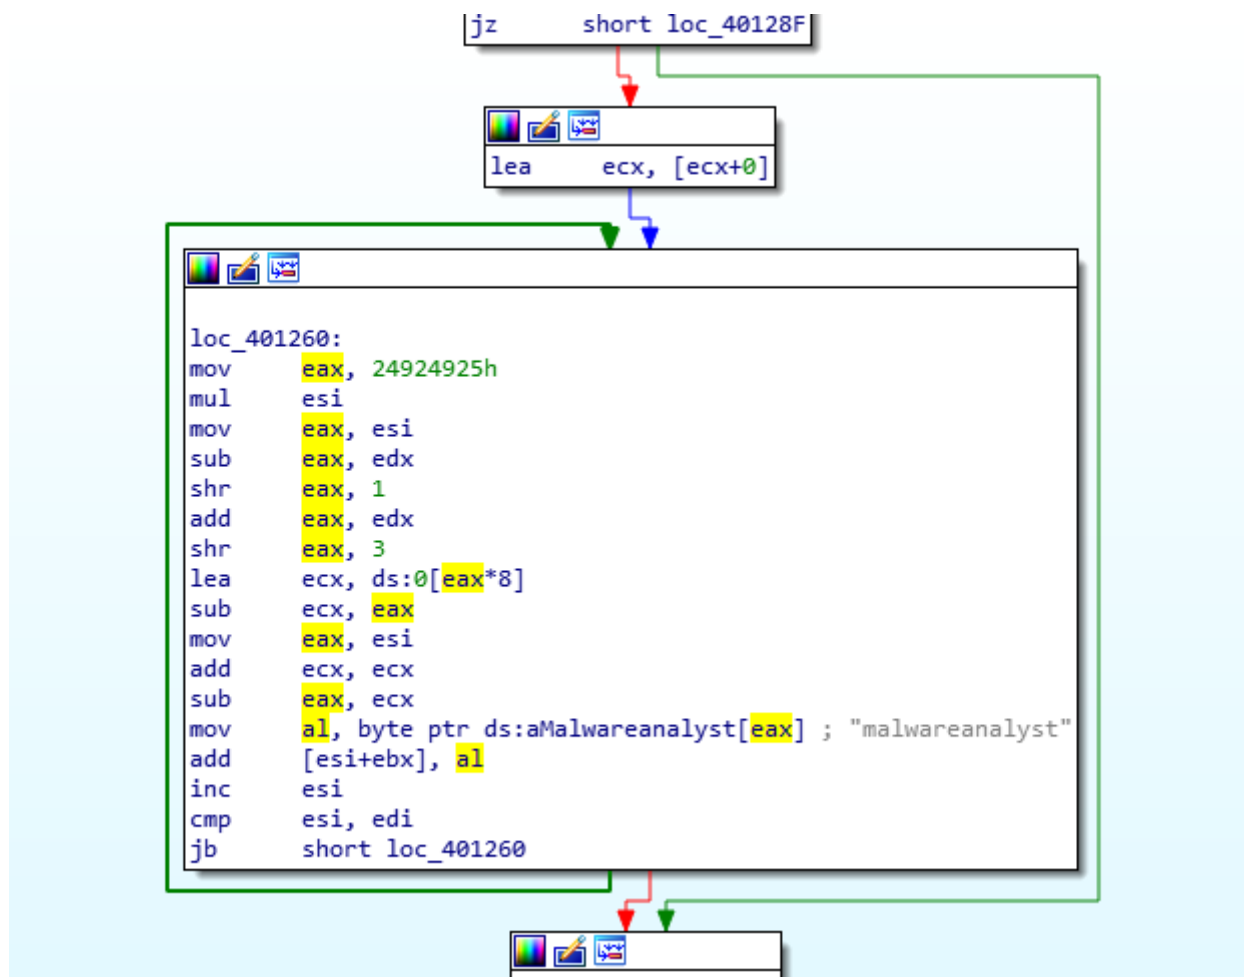 jz short loc_40128F
lea ecx, [ecx+0]
loc_401260:
mov eax, 24924925h
mul esi
mov eax, esi
sub eax, edx
shr eax, 1
add eax, edx
shr eax, 3
lea ecx, ds:0[eax*8]
sub ecx, eax
mov eax, esi
add ecx, ecx
sub eax, ecx
mov al, byte ptr ds:aMalwareanalyst[eax] ; "malwareanalyst"
add [esi+ebx], al
inc esi
cmp esi, edi
jb short loc_401260